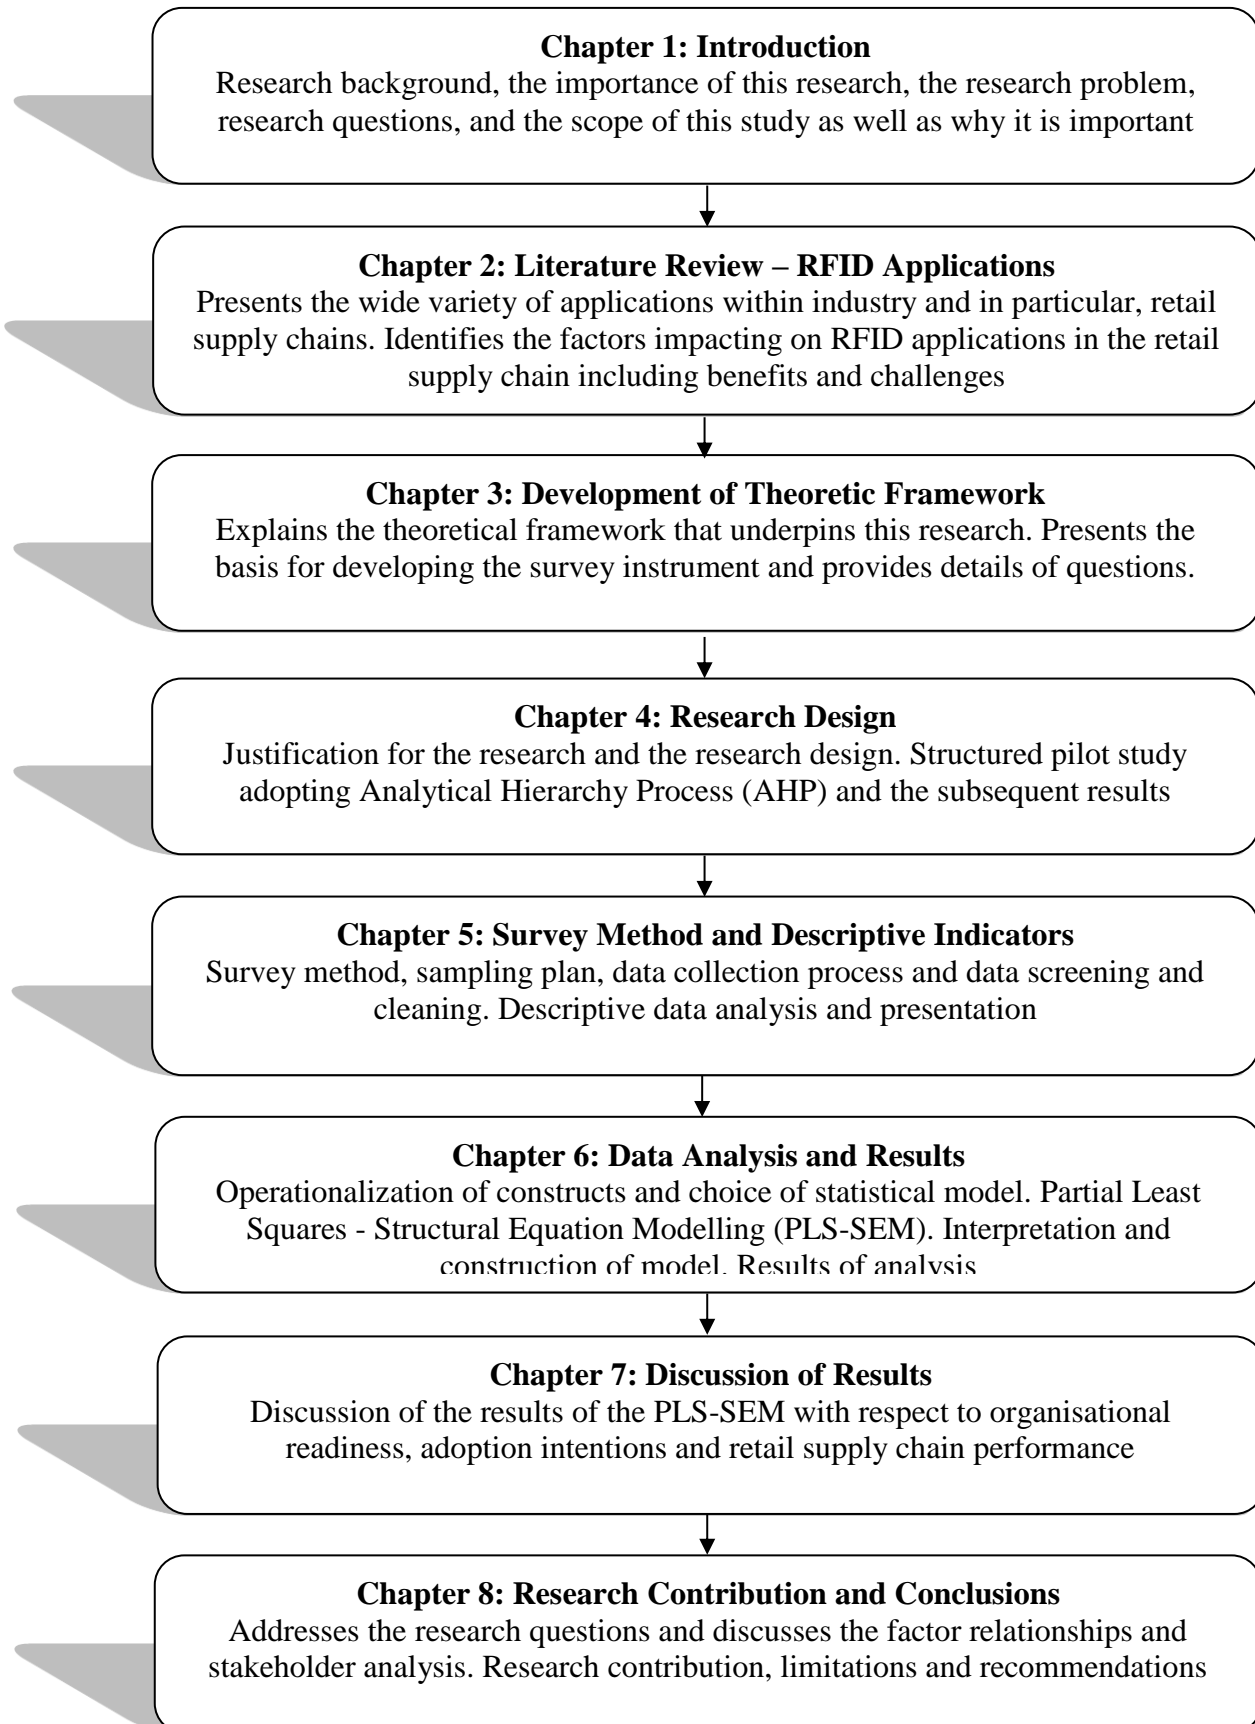 Chapter 1: Introduction
Research background, the importance of this research, the research problem,
research questions, and the scope of this study as well as why it is important
Chapter 2: Literature Review – RFID Applications
Presents the wide variety of applications within industry and in particular, retail
supply chains. Identifies the factors impacting on RFID applications in the retail
supply chain including benefits and challenges
Chapter 3: Development of Theoretic Framework
Explains the theoretical framework that underpins this research. Presents the
basis for developing the survey instrument and provides details of questions.
Chapter 4: Research Design
Justification for the research and the research design. Structured pilot study
adopting Analytical Hierarchy Process (AHP) and the subsequent results
Chapter 5: Survey Method and Descriptive Indicators
Survey method, sampling plan, data collection process and data screening and
cleaning. Descriptive data analysis and presentation
Chapter 6: Data Analysis and Results
Operationalization of constructs and choice of statistical model. Partial Least
Squares - Structural Equation Modelling (PLS-SEM). Interpretation and
construction of model. Results of analysis
Chapter 7: Discussion of Results
Discussion of the results of the PLS-SEM with respect to organisational
readiness, adoption intentions and retail supply chain performance
Chapter 8: Research Contribution and Conclusions
Addresses the research questions and discusses the factor relationships and
stakeholder analysis. Research contribution, limitations and recommendations